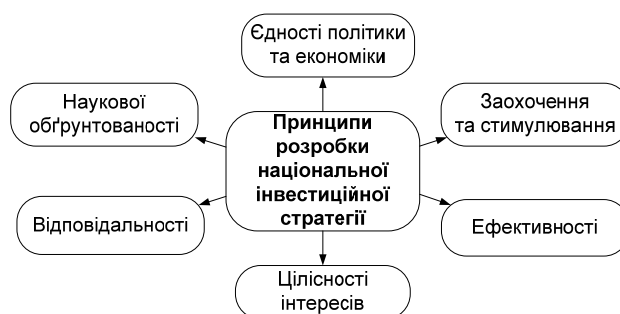 Єдності політики
та економіки
Наукової
обґрунтованості
Заохочення
та стимулювання
Принципи
розробки
національної
інвестиційної
стратегії
Відповідальності
Ефективності
Цілісності
інтересів